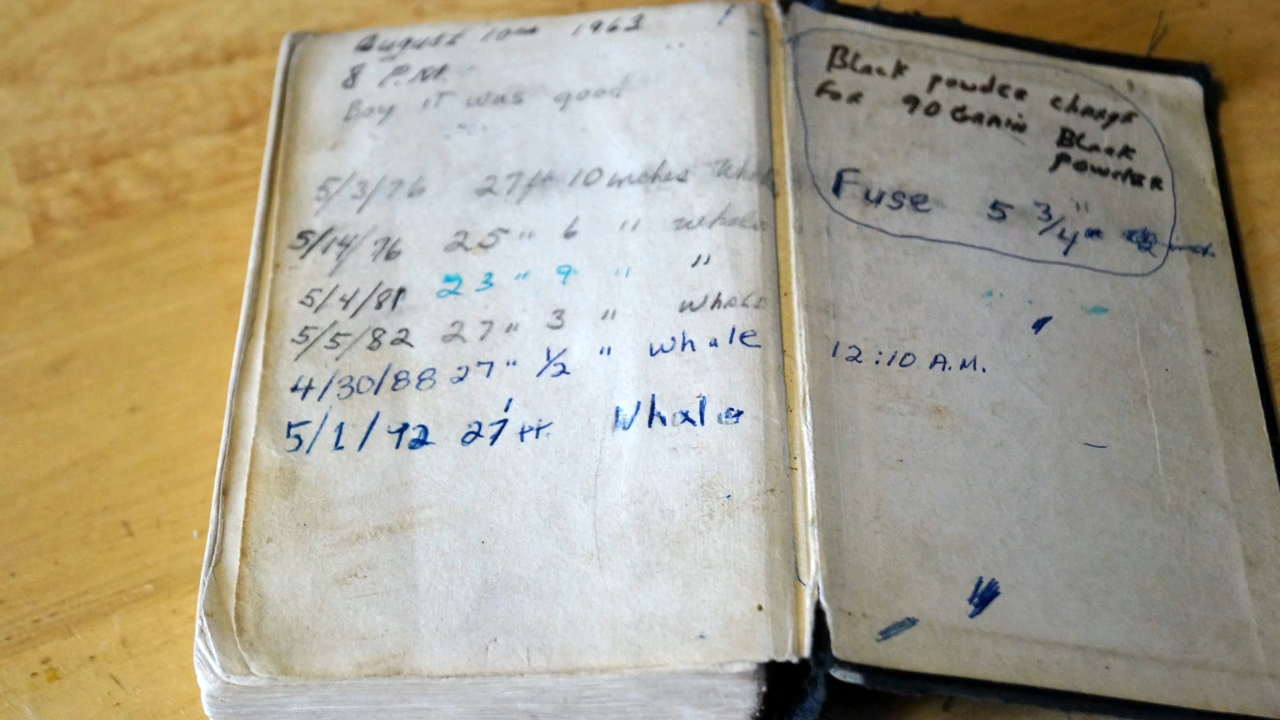 August 10th 1963
8 P.M.
Boy it was good
5/3/76 27 ft 10 inches Whale
5/14/76 25 " 6 " whale
5/4/81 23 " 9 " "
5/5/82 27 " 3 " Whale
4/30/88 27 " 1/2 " whale
5/1/92 27 ft Whale
Black powder charge
For 90 Grain Black
powder
Fuse 5 3/4"
12:10 A.M.